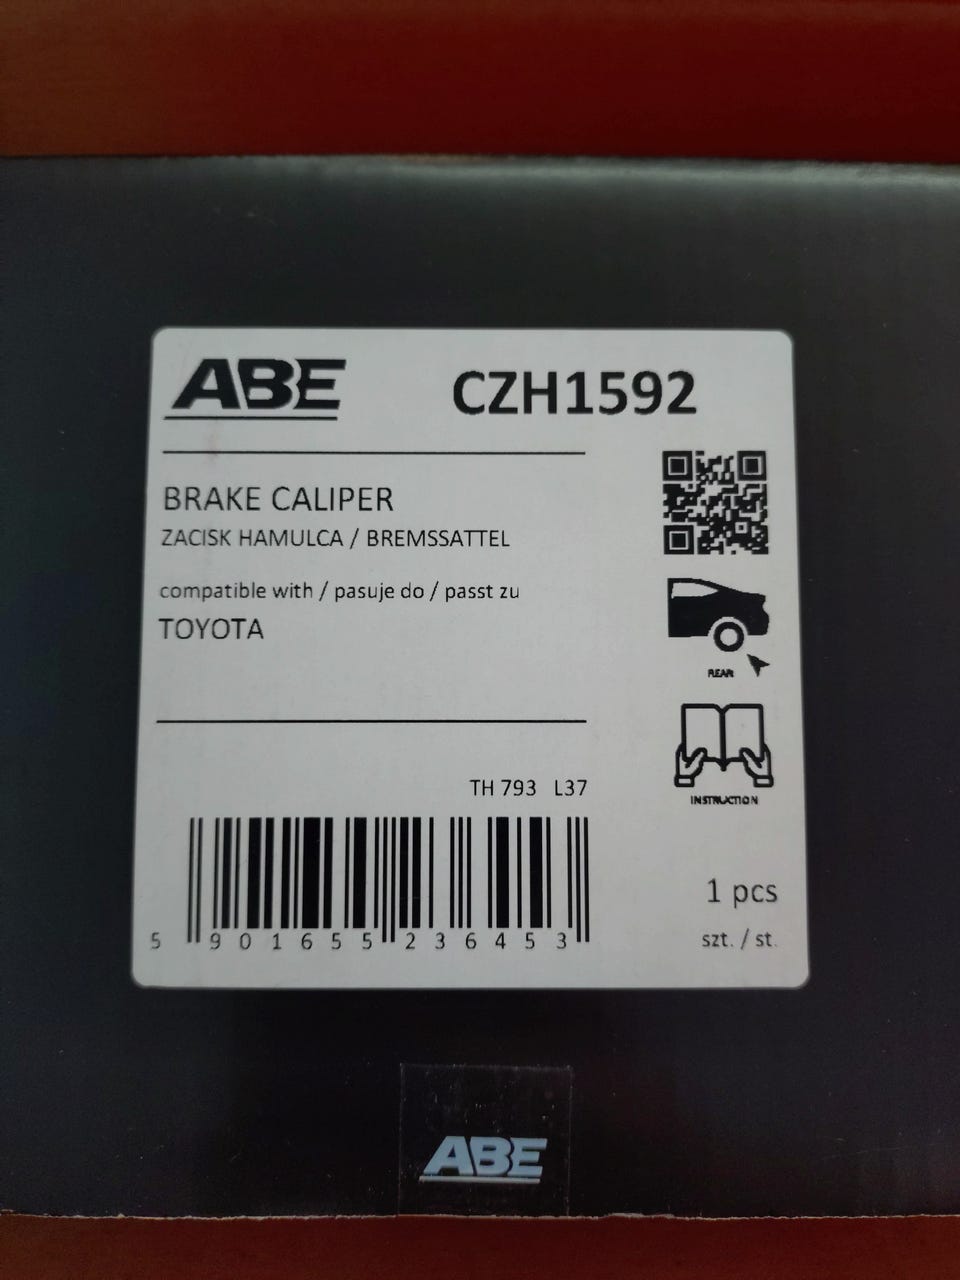 ABE
CZH1592
BRAKE CALIPER
ZACISK HAMULCA / BREMSSATTEL
compatible with / pasuje do / passt zu
TOYOTA
REAR
INSTRUCTION
TH 793 L37
5 901655 236453
1 pcs
szt. / st.
ABE